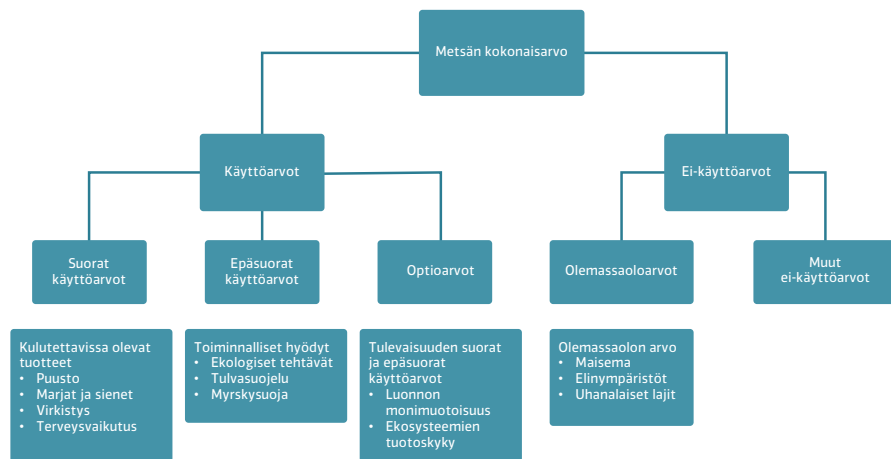 Metsän kokonaisarvo
Käyttöarvot
Ei-käyttöarvot
Suorat
käyttöarvot
Epäsuorat
käyttöarvot
Optioarvot
Olemassaoloarvot
Muut
ei-käyttöarvot
Kulutettavissa olevat
tuotteet
• Puusto
• Marjat ja sienet
• Virkistys
• Terveysvaikutus
Toiminnalliset hyödyt
• Ekologiset tehtävät
• Tulvasuojelu
• Myrskysuoja
Tulevaisuuden suorat
ja epäsuorat
käyttöarvot
• Luonnon
monimuotoisuus
• Ekosysteemien
tuotoskyky
Olemassaolon arvo
• Maisema
• Elinympäristöt
• Uhanalaiset lajit